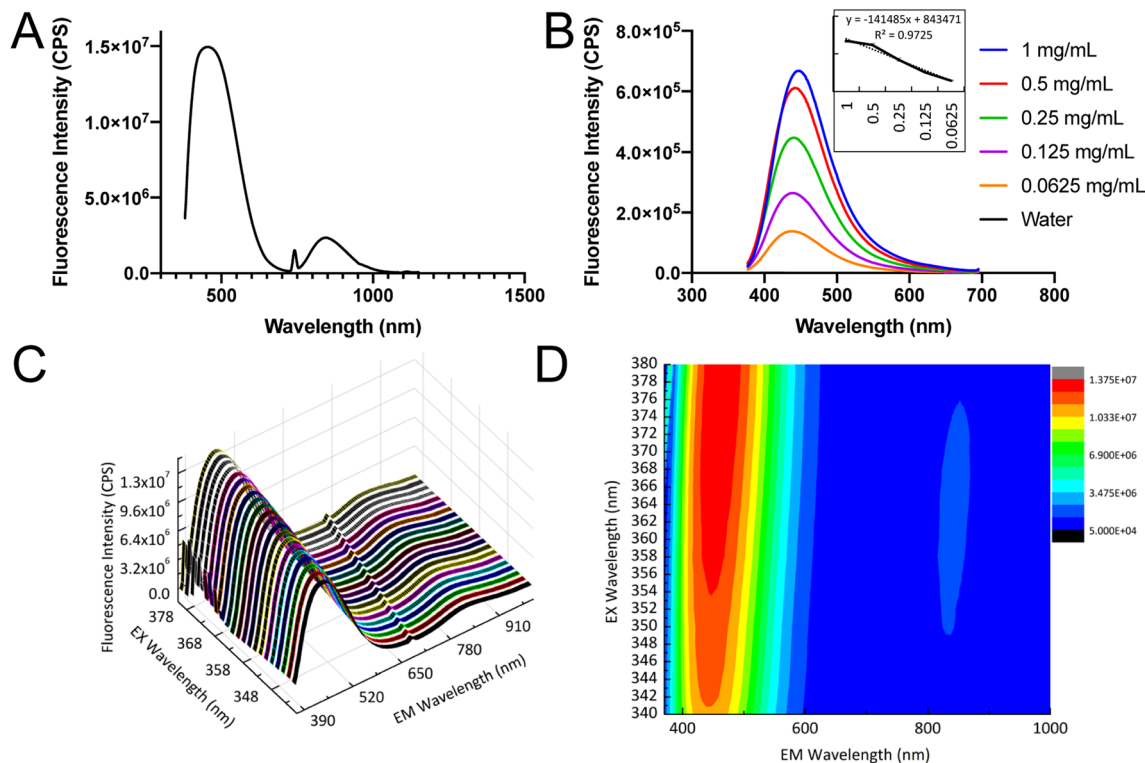 A
Fluorescence Intensity (CPS)
1.5×10⁷
1.0×10⁷
5.0×10⁶
0.0
500
1000
1500
Wavelength (nm)
B
Fluorescence Intensity (CPS)
8.0×10⁵
6.0×10⁵
4.0×10⁵
2.0×10⁵
0.0
300
400
500
600
700
800
Wavelength (nm)
y = -141485x + 843471
R² = 0.9725
1
0.5
0.25
0.125
0.0625
1 mg/mL
0.5 mg/mL
0.25 mg/mL
0.125 mg/mL
0.0625 mg/mL
Water
C
Fluorescence Intensity (CPS)
1.3x10⁷
9.6x10⁶
6.4x10⁶
3.2x10⁶
0.0
378
368
358
348
EX Wavelength (nm)
390
520
650
780
910
EM Wavelength (nm)
D
EX Wavelength (nm)
380
378
376
374
372
370
368
366
364
362
360
358
356
354
352
350
348
346
344
342
340
400
600
800
1000
EM Wavelength (nm)
1.375E+07
1.033E+07
6.900E+06
3.475E+06
5.000E+04